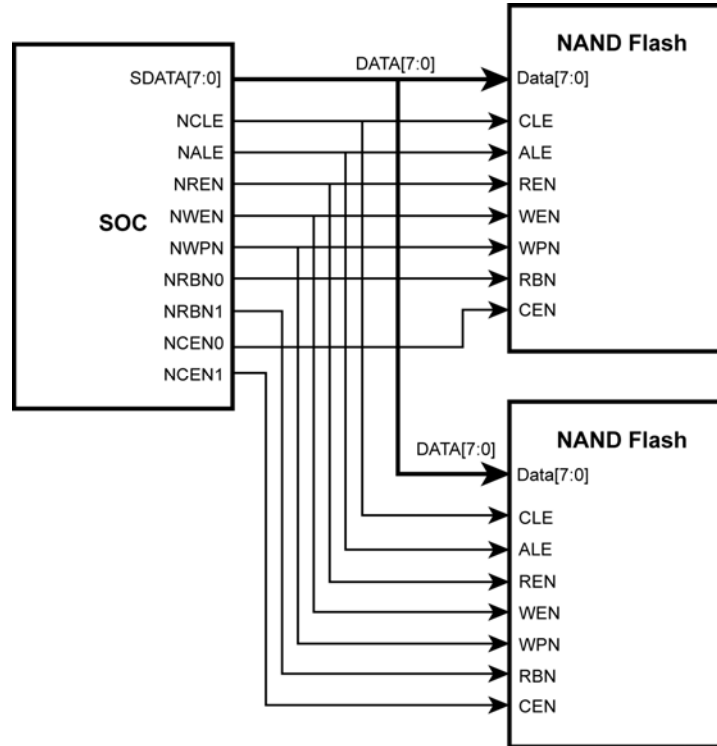 NAND Flash
DATA[7:0]
SDATA[7:0]
Data[7:0]
NCLE
CLE
NALE
ALE
NREN
REN
SOC
NWEN
WEN
NWPN
WPN
NRBN0
RBN
NRBN1
CEN
NCEN0
NCEN1
NAND Flash
DATA[7:0]
Data[7:0]
CLE
ALE
REN
WEN
WPN
RBN
CEN